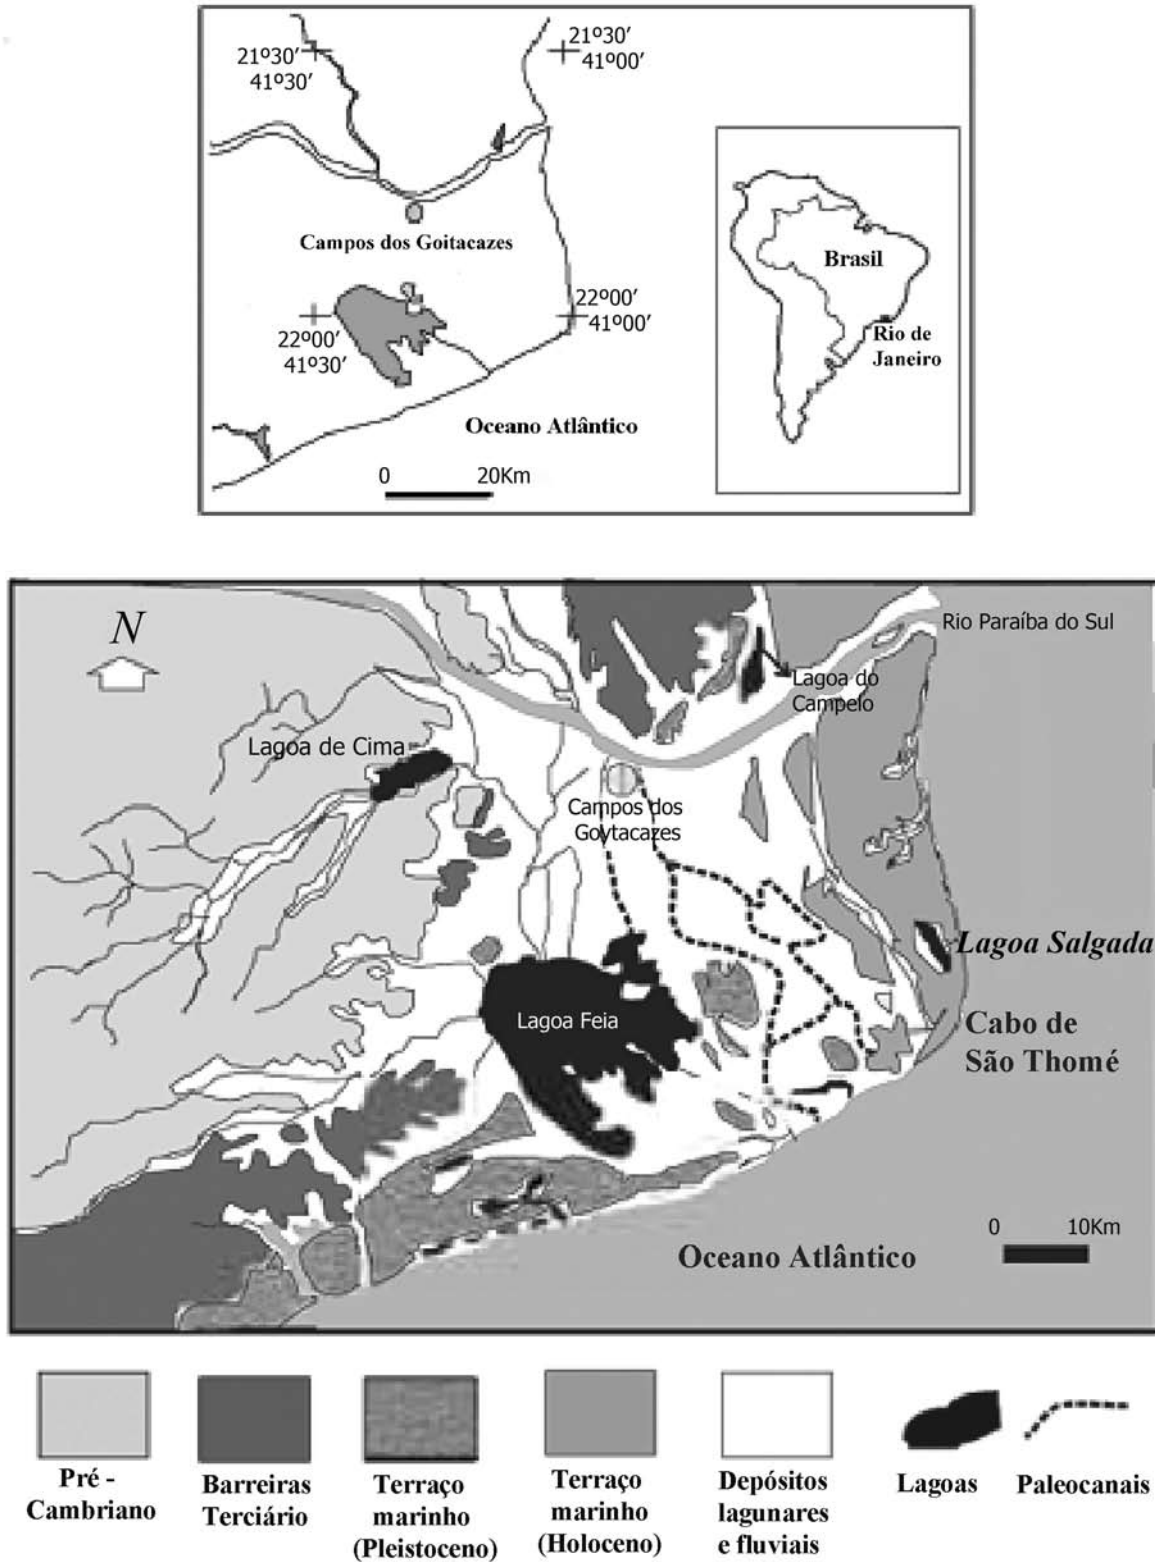 21º30'
41º30'
21º30'
41º00'
Campos dos Goitacazes
22º00'
41º30'
22º00'
41º00'
Oceano Atlântico
0 20Km
Brasil
Rio de
Janeiro
N
Rio Paraíba do Sul
Lagoa do
Campelo
Lagoa de Cima
Campos dos
Goytacazes
Lagoa Salgada
Lagoa Feia
Cabo de
São Thomé
Oceano Atlântico
0 10Km
Pré -
Cambriano
Barreiras
Terciário
Terraço
marinho
(Pleistoceno)
Terraço
marinho
(Holoceno)
Depósitos
lagunares
e fluviais
Lagoas
Paleocanais